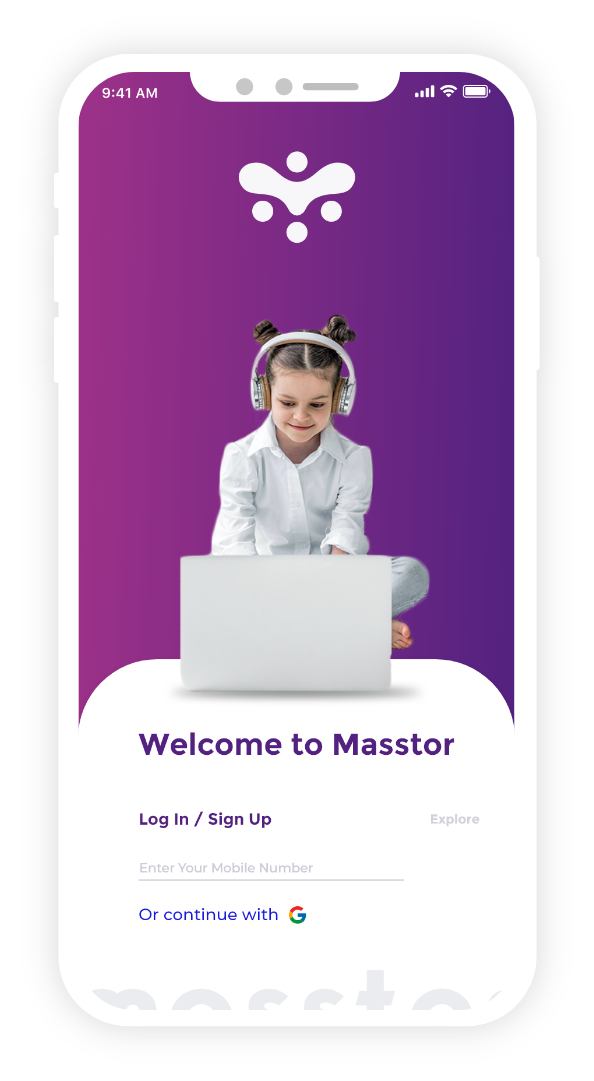 9:41 AM
Welcome to Masstor
Log In / Sign Up
Explore
Enter Your Mobile Number
Or continue with G
masstor